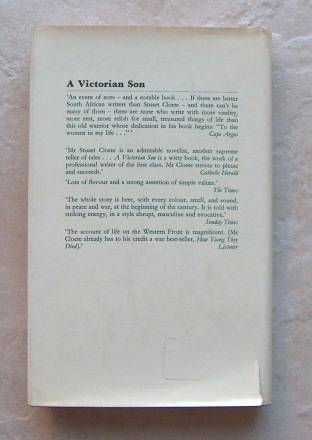 A Victorian Son
'An event of note – and a notable book . . . If there are better
South African writers than Stuart Cloete – and there can't be
many of them – there are none who write with more vitality,
more zest, more relish for small, treasured things of life than
this old warrior whose dedication in his book begins: "To the
women in my life . . ." '
Cape Argus
'Mr Stuart Cloete is an admirable novelist, another supreme
teller of tales . . . A Victorian Son is a witty book, the work of a
professional writer of the first class. Mr Cloete strives to please
and succeeds.'
Catholic Herald
'Lots of flavour and a strong assertion of simple values.'
The Times
'The whole story is here, with every colour, smell, and sound,
in peace and war, at the beginning of the century. It is told with
striking energy, in a style abrupt, masculine and evocative.'
Sunday Times
'The account of life on the Western Front is magnificent. (Mr
Cloete already has to his credit a war best-seller, How Young They
Died).'
Listener